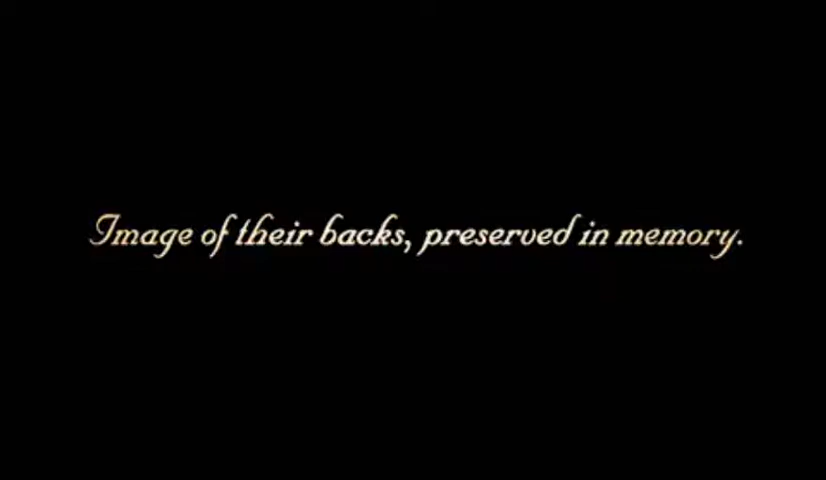 Image of their backs, preserved in memory.